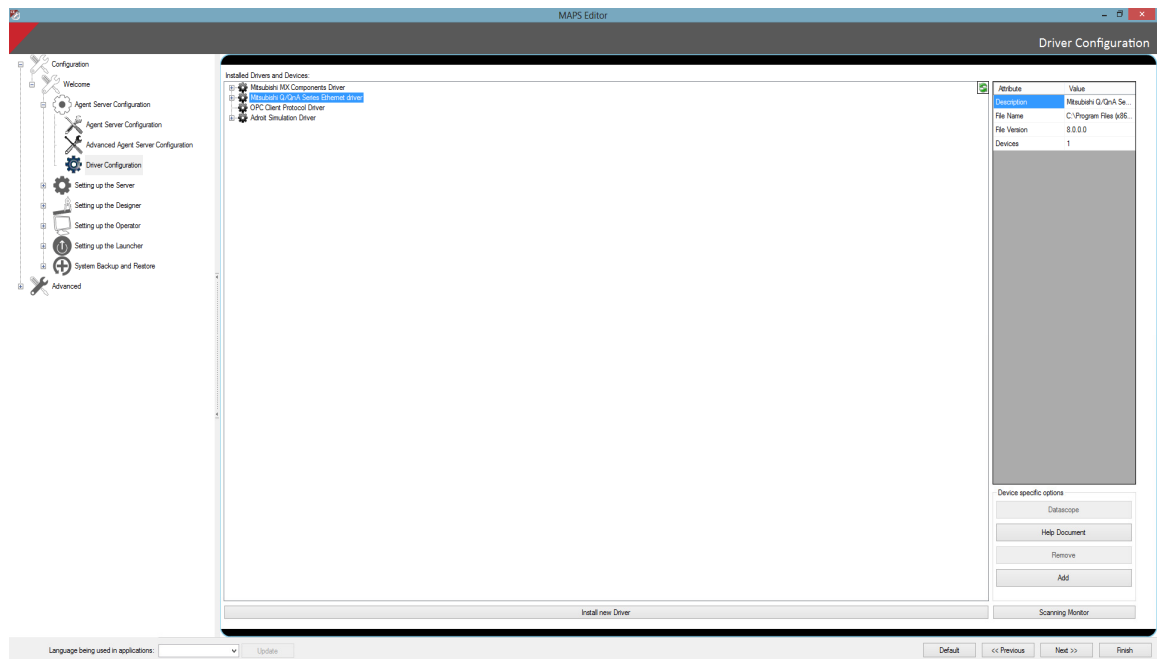 MAPS Editor
Driver Configuration
Configuration
Welcome
Agent Server Configuration
Agent Server Configuration
Advanced Agent Server Configuration
Driver Configuration
Setting up the Server
Setting up the Designer
Setting up the Operator
Setting up the Launcher
System Backup and Restore
Advanced
Installed Drivers and Devices:
Mitsubishi MX Components Driver
Mitsubishi Q/QnA Series Ethernet driver
OPC Client Protocol Driver
Adroit Simulation Driver
Attribute Value
Description Mitsubishi Q/QnA Se...
File Name C:\Program Files (x86...
File Version 8.0.0.0
Devices 1
Device specific options
Datascope
Help Document
Remove
Add
Install new Driver
Scanning Monitor
Language being used in applications:
Update
Default
<< Previous
Next >>
Finish